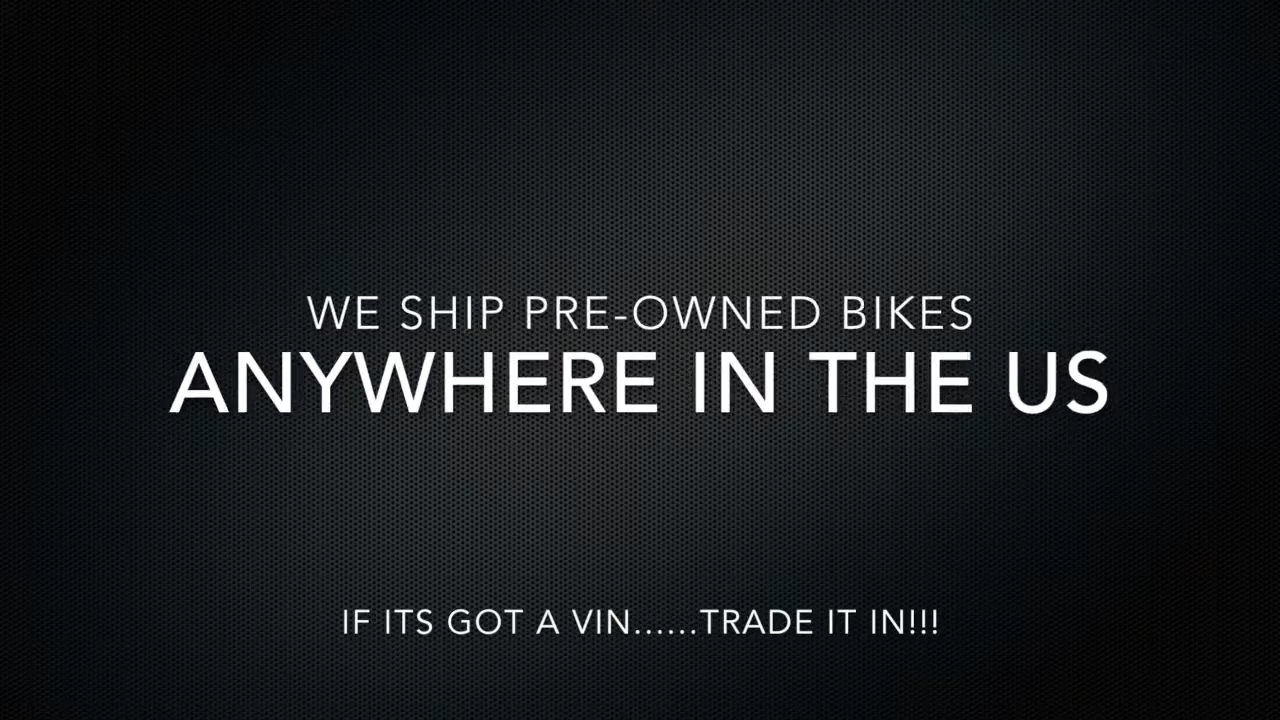 WE SHIP PRE-OWNED BIKES
ANYWHERE IN THE US
IF ITS GOT A VIN......TRADE IT IN!!!